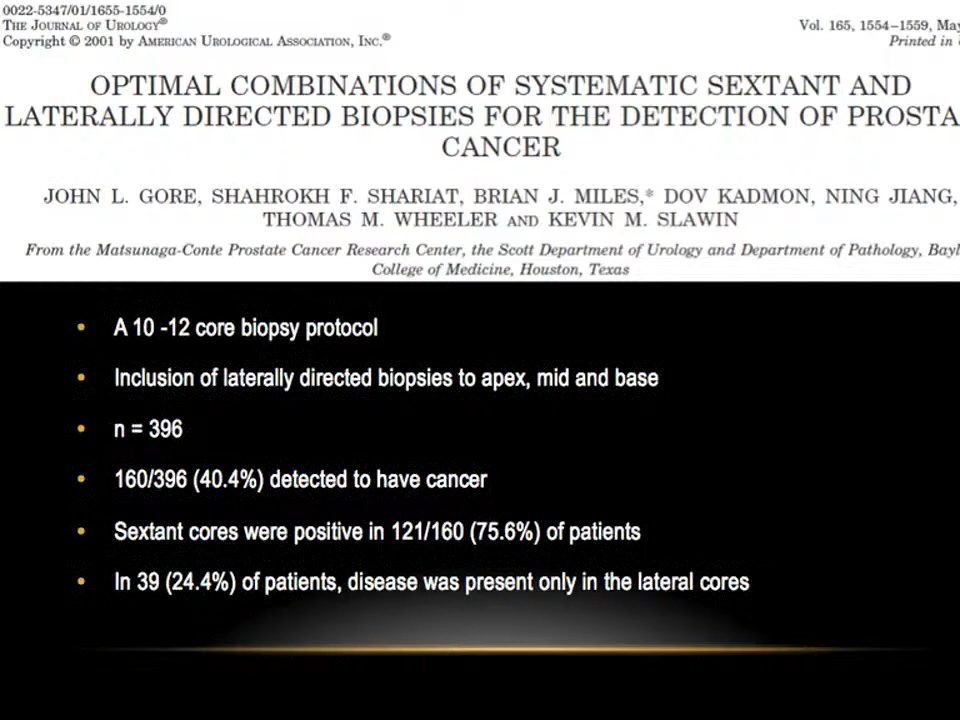 0022-5347/01/1655-1554/0
THE JOURNAL OF UROLOGY®
Copyright © 2001 by AMERICAN UROLOGICAL ASSOCIATION, INC.®
Vol. 165, 1554–1559, May
Printed in
OPTIMAL COMBINATIONS OF SYSTEMATIC SEXTANT AND
LATERALLY DIRECTED BIOPSIES FOR THE DETECTION OF PROSTA
CANCER
JOHN L. GORE, SHAHROKH F. SHARIAT, BRIAN J. MILES,* DOV KADMON, NING JIANG,
THOMAS M. WHEELER AND KEVIN M. SLAWIN
From the Matsunaga-Conte Prostate Cancer Research Center, the Scott Department of Urology and Department of Pathology, Bayl
College of Medicine, Houston, Texas
• A 10 -12 core biopsy protocol
• Inclusion of laterally directed biopsies to apex, mid and base
• n = 396
• 160/396 (40.4%) detected to have cancer
• Sextant cores were positive in 121/160 (75.6%) of patients
• In 39 (24.4%) of patients, disease was present only in the lateral cores